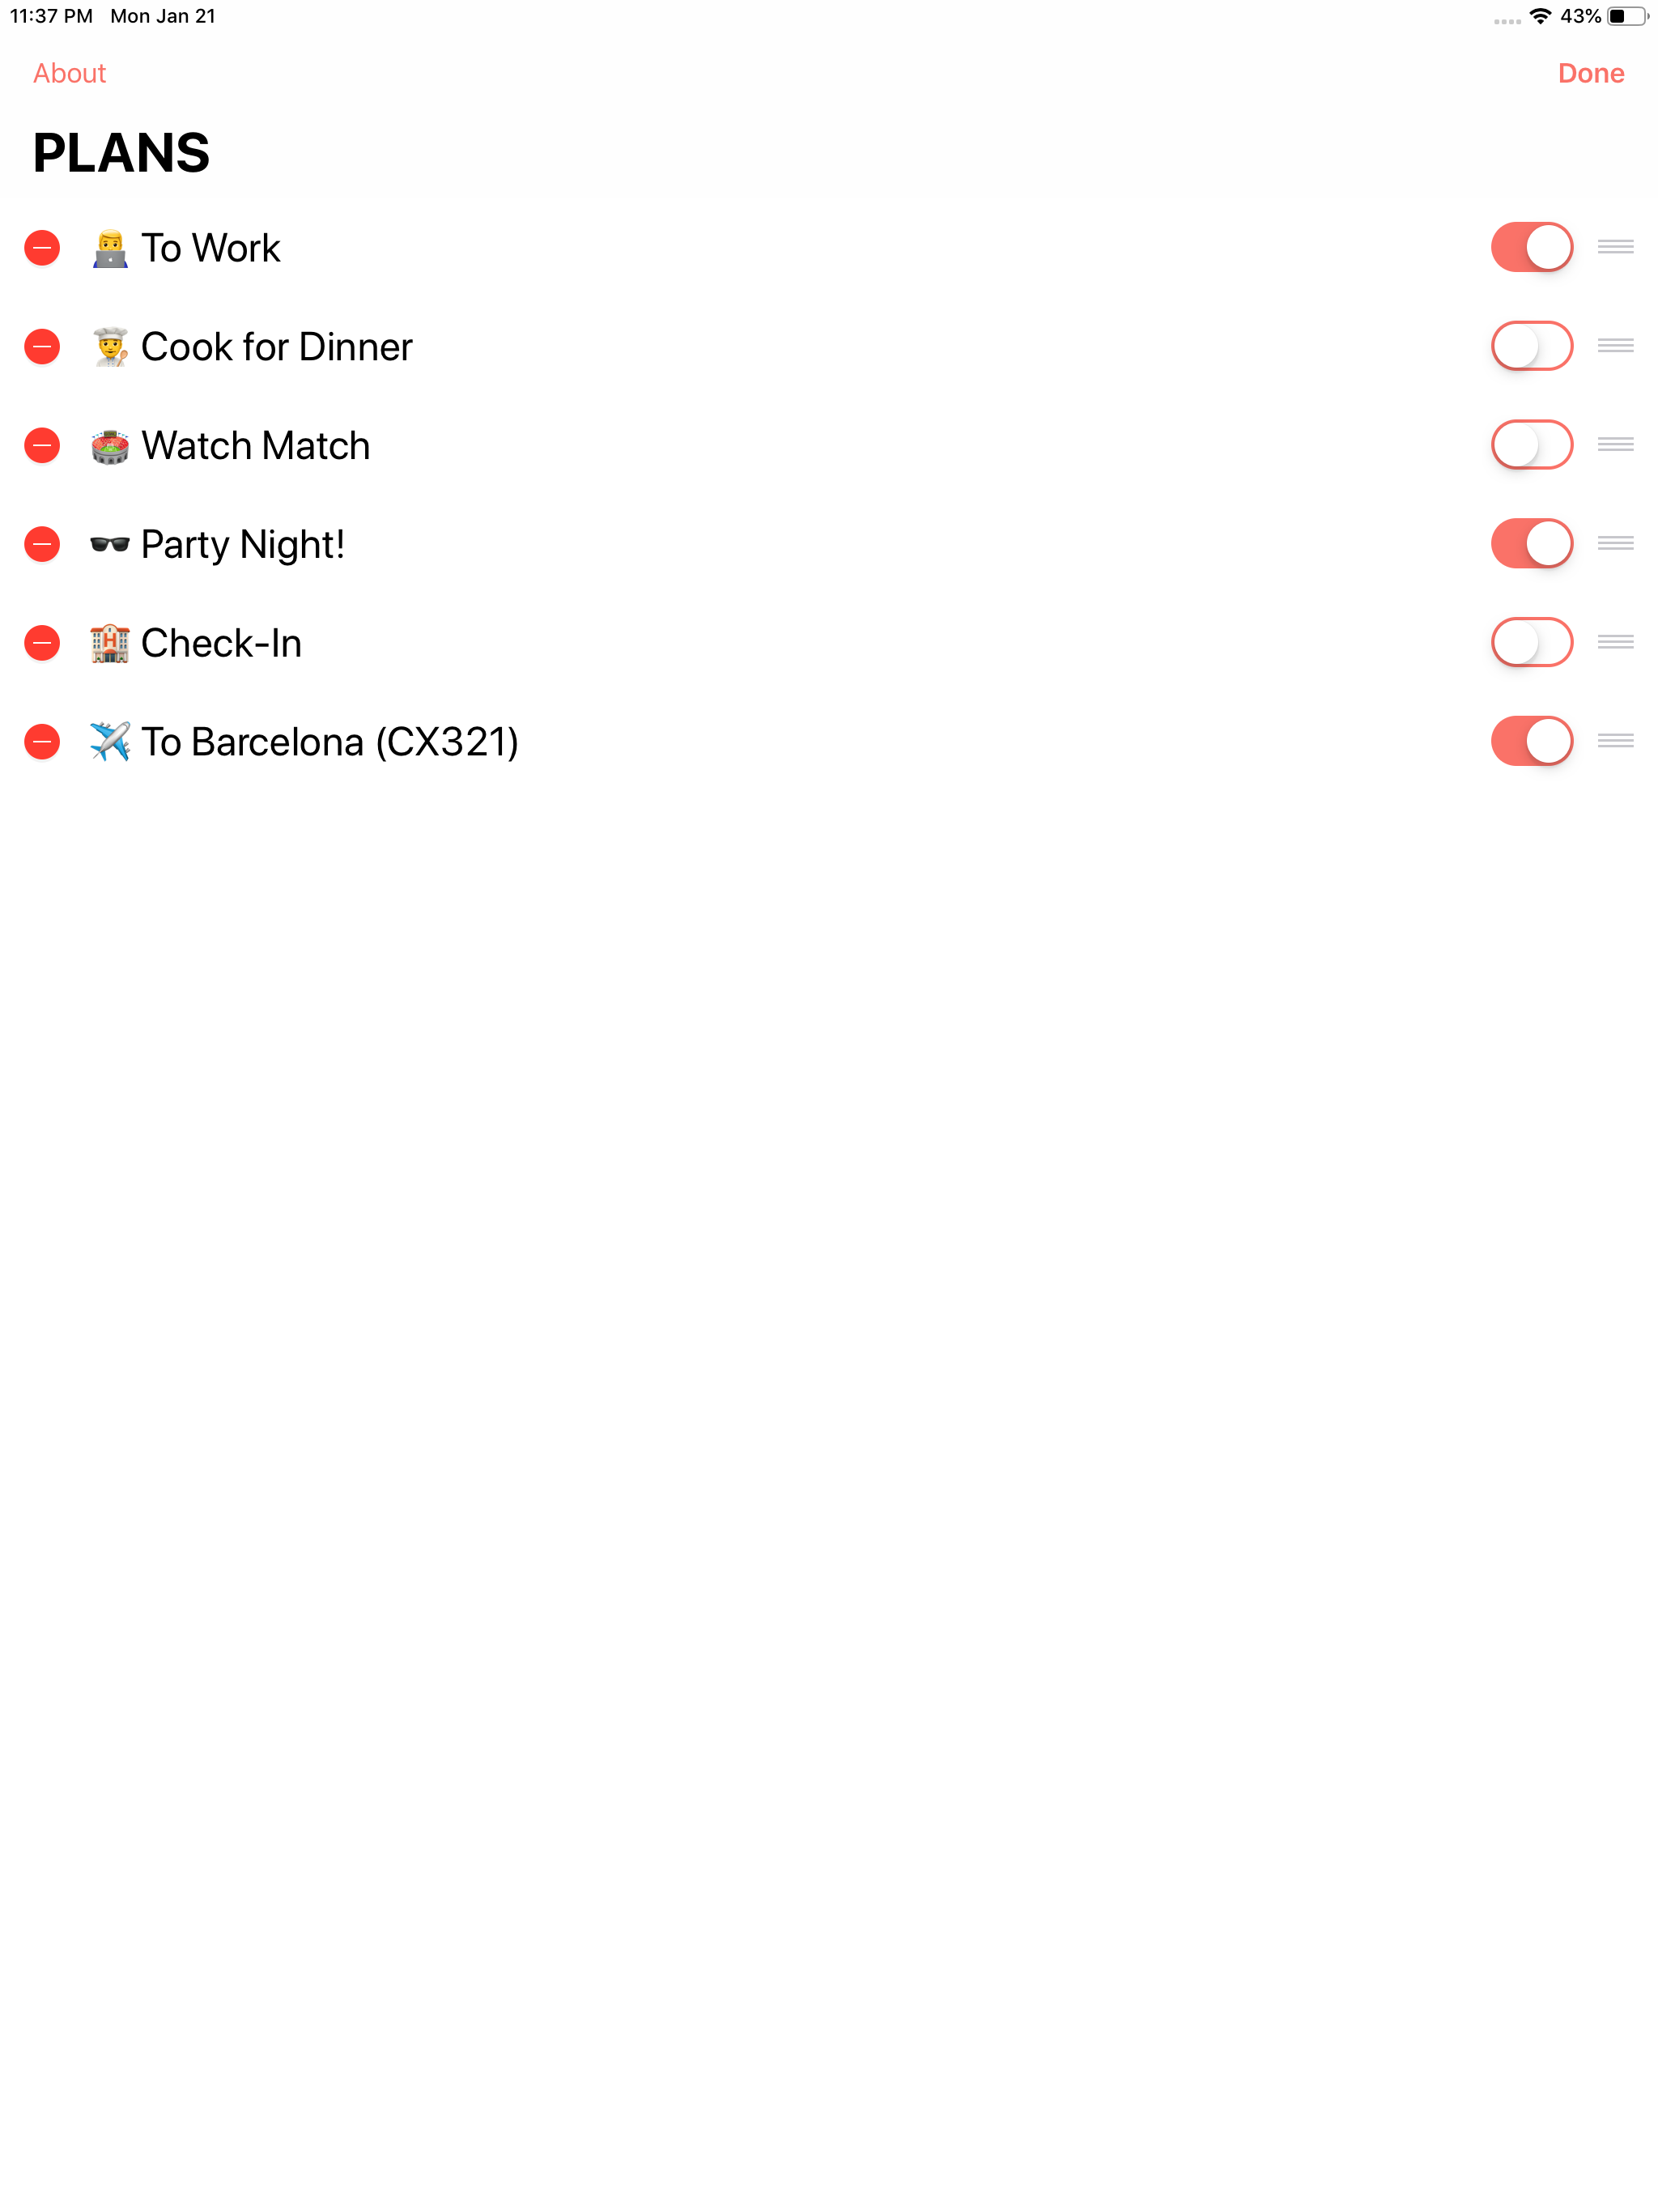 11:37 PM Mon Jan 21 43%
About Done
PLANS
To Work
Cook for Dinner
Watch Match
Party Night!
Check-In
To Barcelona (CX321)